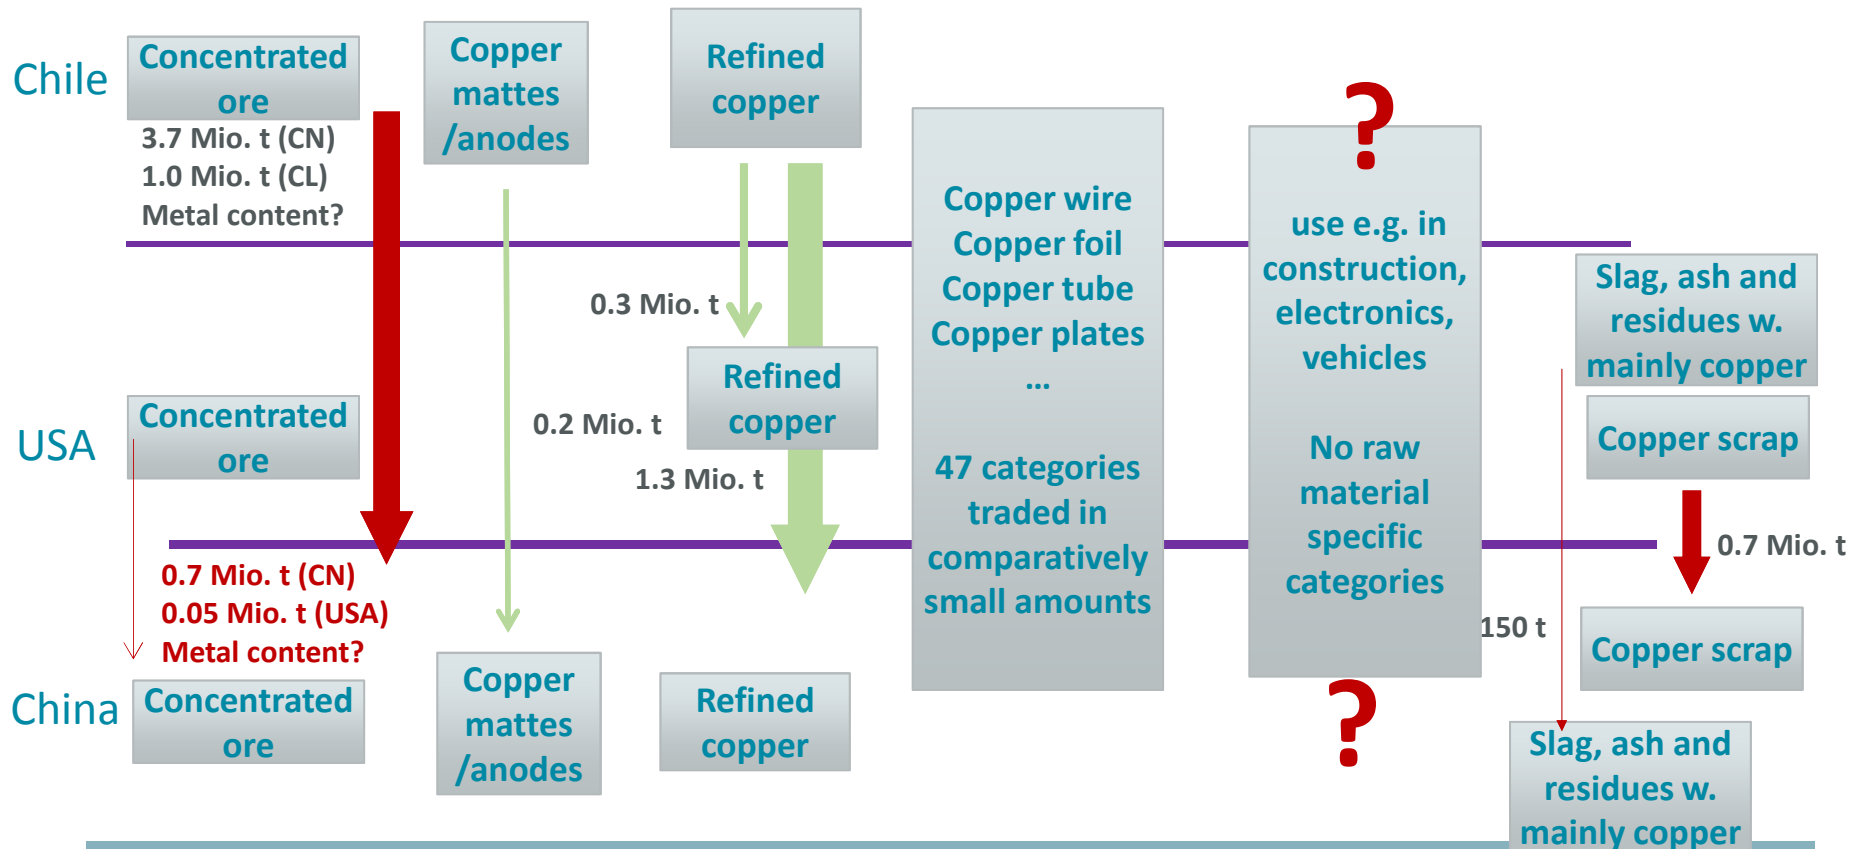 Chile
Concentrated
ore
3.7 Mio. t (CN)
1.0 Mio. t (CL)
Metal content?
Copper
mattes
/anodes
Refined
copper
0.3 Mio. t
Copper wire
Copper foil
Copper tube
Copper plates
...
47 categories
traded in
comparatively
small amounts
?
use e.g. in
construction,
electronics,
vehicles
No raw
material
specific
categories
?
Slag, ash and
residues w.
mainly copper
USA
Concentrated
ore
0.2 Mio. t
Refined
copper
1.3 Mio. t
Copper scrap
0.7 Mio. t
0.7 Mio. t (CN)
0.05 Mio. t (USA)
Metal content?
150 t
China
Concentrated
ore
Copper
mattes
/anodes
Refined
copper
Copper scrap
Slag, ash and
residues w.
mainly copper